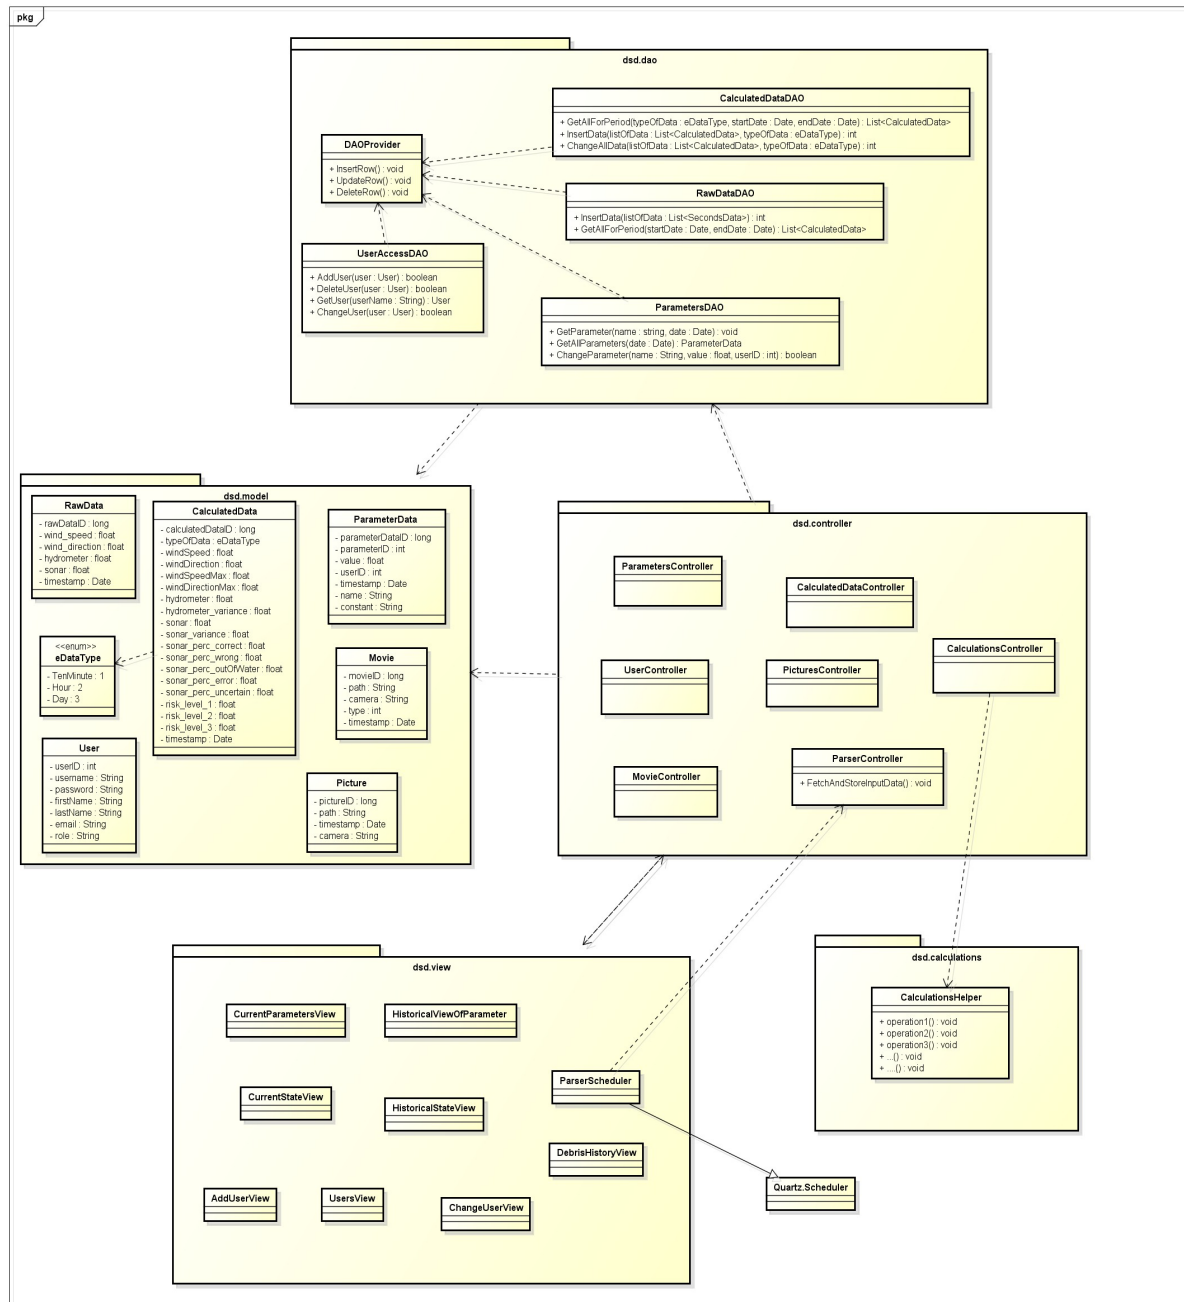 pkg
dsd.dao
CalculatedDataDAO
+ GetAllForPeriod(typeOfData : eDataType, startDate : Date, endDate : Date) : List<CalculatedData>
+ InsertData(listOfData : List<CalculatedData>, typeOfData : eDataType) : int
+ ChangeAllData(listOfData : List<CalculatedData>, typeOfData : eDataType) : int
DAOProvider
+ InsertRow() : void
+ UpdateRow() : void
+ DeleteRow() : void
RawDataDAO
+ InsertData(listOfData : List<SecondsData>) : int
+ GetAllForPeriod(startDate : Date, endDate : Date) : List<CalculatedData>
UserAccessDAO
+ AddUser(user : User) : boolean
+ DeleteUser(user : User) : boolean
+ GetUser(userName : String) : User
+ ChangeUser(user : User) : boolean
ParametersDAO
+ GetParameter(name : string, date : Date) : void
+ GetAllParameters(date : Date) : ParameterData
+ ChangeParameter(name : String, value : float, userID : int) : boolean
dsd.model
RawData
- rawDataID : long
- wind_speed : float
- wind_direction : float
- hydrometer : float
- sonar : float
- timestamp : Date
CalculatedData
- calculatedDataID : long
- typeOfData : eDataType
- windSpeed : float
- windDirection : float
- windSpeedMax : float
- windDirectionMax : float
- hydrometer : float
- hydrometer_variance : float
- sonar : float
- sonar_variance : float
- sonar_perc_correct : float
- sonar_perc_wrong : float
- sonar_perc_outOfWater : float
- sonar_perc_error : float
- sonar_perc_uncertain : float
- risk_level_1 : float
- risk_level_2 : float
- risk_level_3 : float
- timestamp : Date
ParameterData
- parameterDataID : long
- parameterID : int
- value : float
- userID : int
- timestamp : Date
- name : String
- constant : String
<<enum>>
eDataType
- TenMinute : 1
- Hour : 2
- Day : 3
Movie
- movieID : long
- path : String
- camera : String
- type : int
- timestamp : Date
User
- userID : int
- username : String
- password : String
- firstName : String
- lastName : String
- email : String
- role : String
Picture
- pictureID : long
- path : String
- timestamp : Date
- camera : String
dsd.controller
ParametersController
CalculatedDataController
CalculationsController
UserController
PicturesController
MovieController
ParserController
+ FetchAndStoreInputData() : void
dsd.view
CurrentParametersView
HistoricalViewOfParameter
CurrentStateView
HistoricalStateView
ParserScheduler
DebrisHistoryView
AddUserView
UsersView
ChangeUserView
dsd.calculations
CalculationsHelper
+ operation1() : void
+ operation2() : void
+ operation3() : void
+ ...() : void
+ ....() : void
Quartz.Scheduler